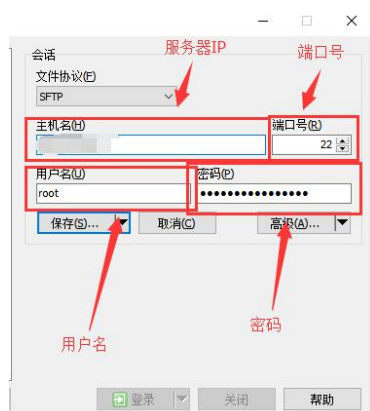 会话
服务器IP
端口号
文件协议(F)
SFTP
主机名(H)
端口号(R)
22
用户名(U)
密码(P)
root
保存(S)...
取消(C)
高级(A)...
用户名
密码
登录
关闭
帮助